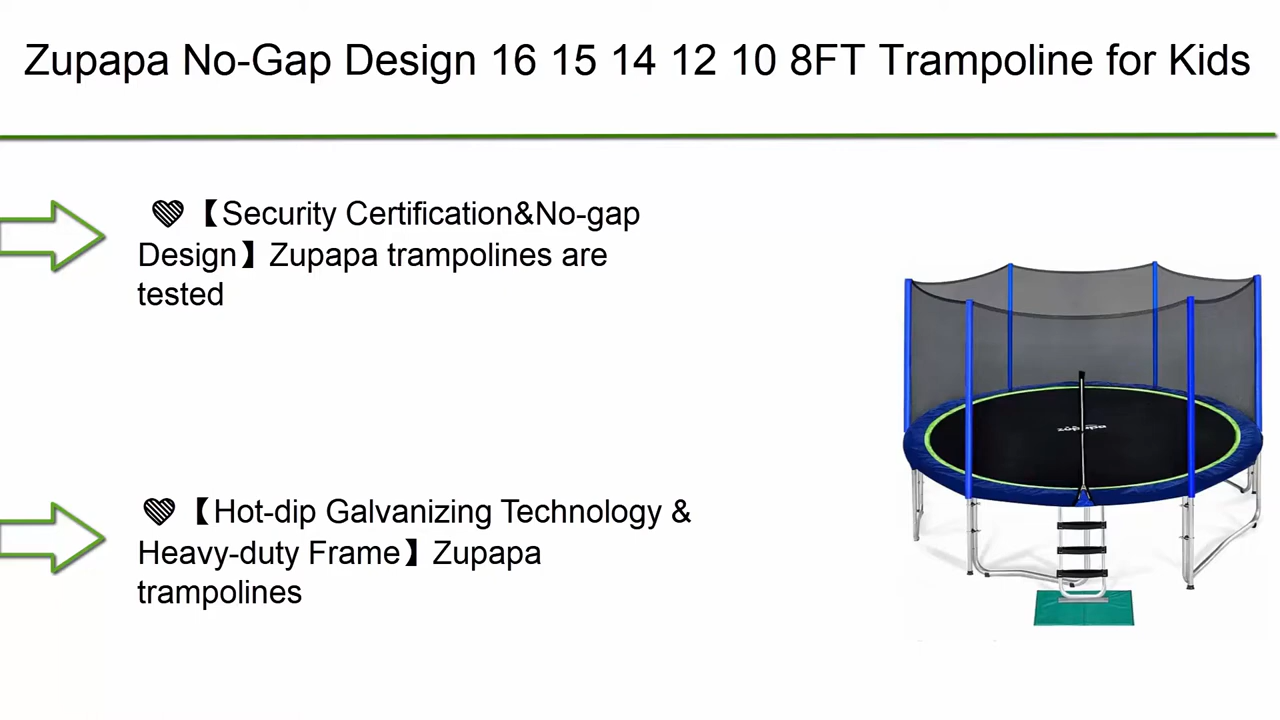 Zupapa No-Gap Design 16 15 14 12 10 8FT Trampoline for Kids
【Security Certification&No-gap
Design】Zupapa trampolines are
tested
【Hot-dip Galvanizing Technology &
Heavy-duty Frame】Zupapa
trampolines